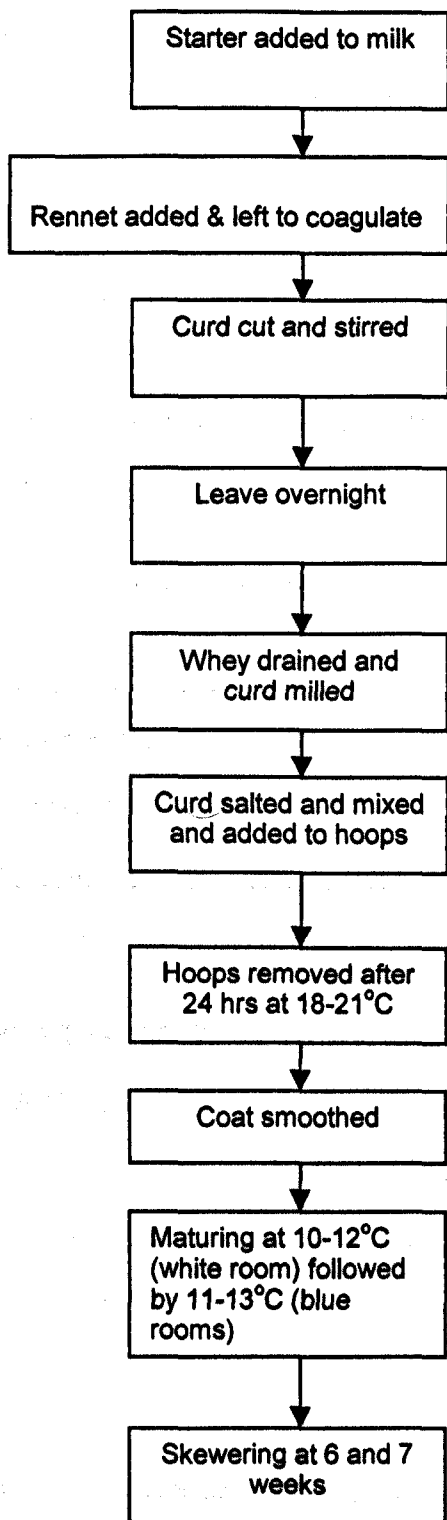 Starter added to milk
Rennet added & left to coagulate
Curd cut and stirred
Leave overnight
Whey drained and
curd milled
Curd salted and mixed
and added to hoops
Hoops removed after
24 hrs at 18-21°C
Coat smoothed
Maturing at 10-12°C
(white room) followed
by 11-13°C (blue
rooms)
Skewering at 6 and 7
weeks